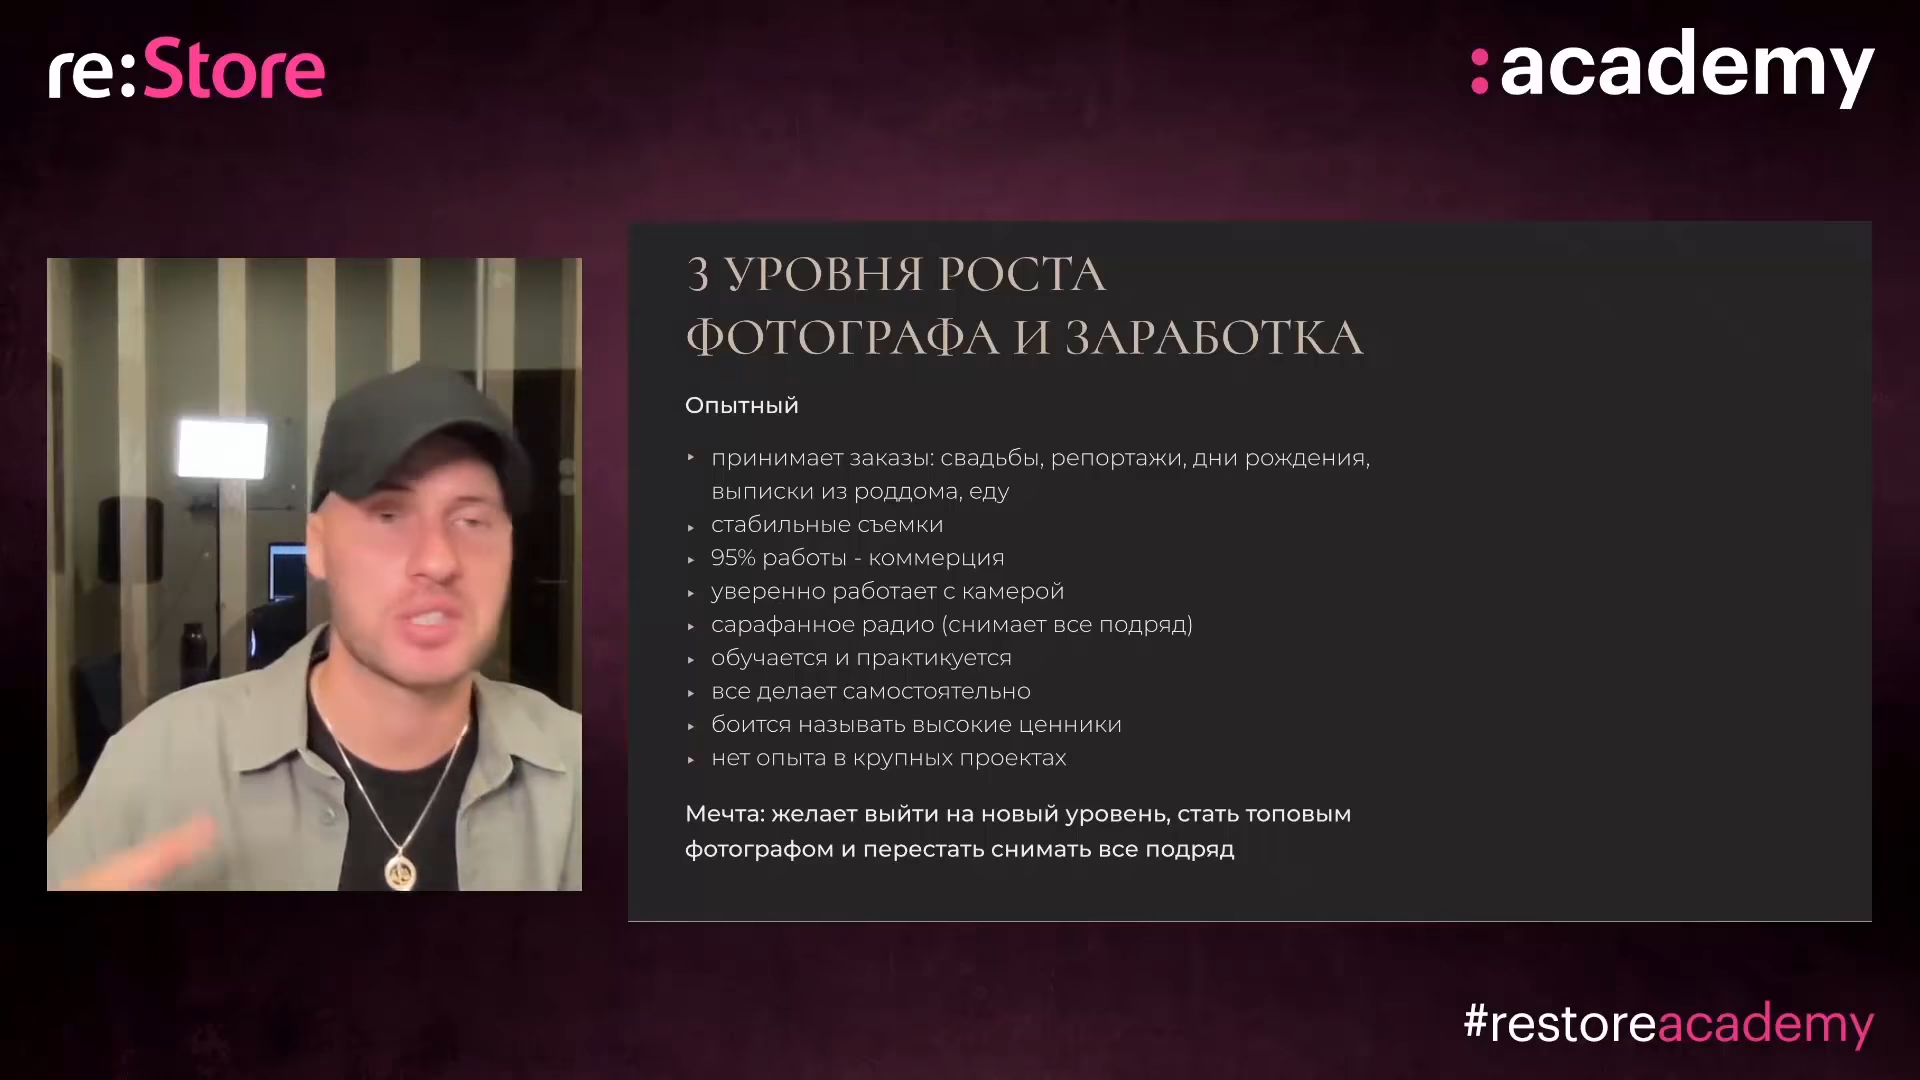 re:Store
:academy
3 УРОВНЯ РОСТА
ФОТОГРАФА И ЗАРАБОТКА
Опытный
‣ принимает заказы: свадьбы, репортажи, дни рождения,
выписки из роддома, еду
‣ стабильные съемки
‣ 95% работы - коммерция
‣ уверенно работает с камерой
‣ сарафанное радио (снимает все подряд)
‣ обучается и практикуется
‣ все делает самостоятельно
‣ боится называть высокие ценники
‣ нет опыта в крупных проектах
Мечта: желает выйти на новый уровень, стать топовым
фотографом и перестать снимать все подряд
#restoreacademy